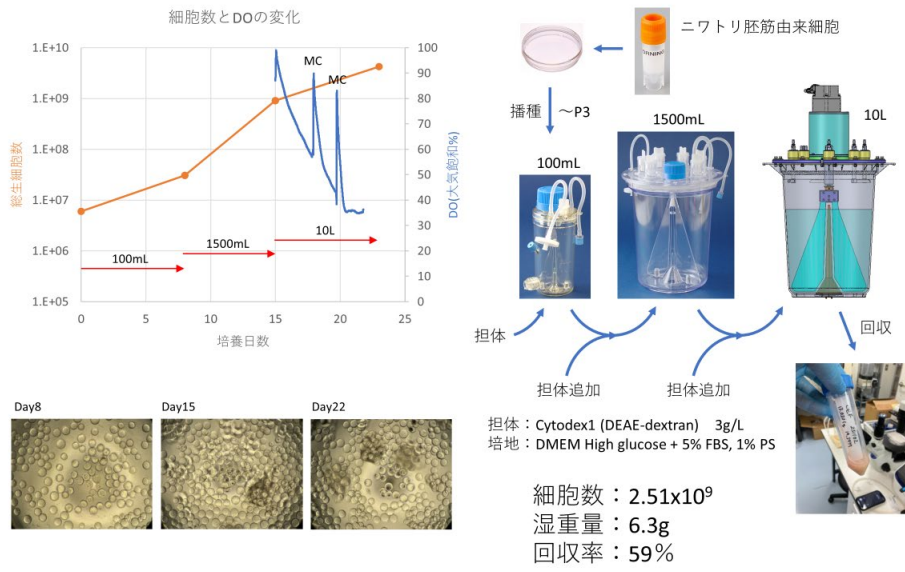 細胞数とDOの変化
1.E+10
1.E+09
1.E+08
1.E+07
1.E+06
1.E+05
総生細胞数
100
90
80
70
60
50
40
30
20
10
0
DO(大気飽和%)
MC
MC
100mL
1500mL
10L
0
5
10
15
20
25
培養日数
Day8
Day15
Day22
ニワトリ胚筋由来細胞
播種
～P3
100mL
1500mL
10L
担体
担体追加
担体追加
回収
担体：Cytodex1 (DEAE-dextran) 3g/L
培地：DMEM High glucose + 5% FBS, 1% PS
細胞数：2.51x10⁹
湿重量：6.3g
回収率：59％